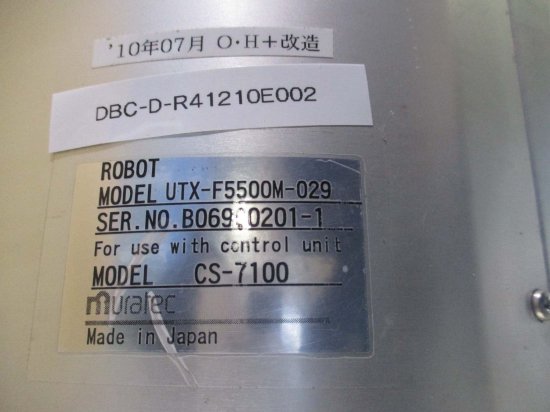 '10年07月 O・H+改造
DBC-D-R41210E002
ROBOT
MODEL UTX-F5500M-029
For use with control unit
MODEL CS-7100
muratec
Made in Japan